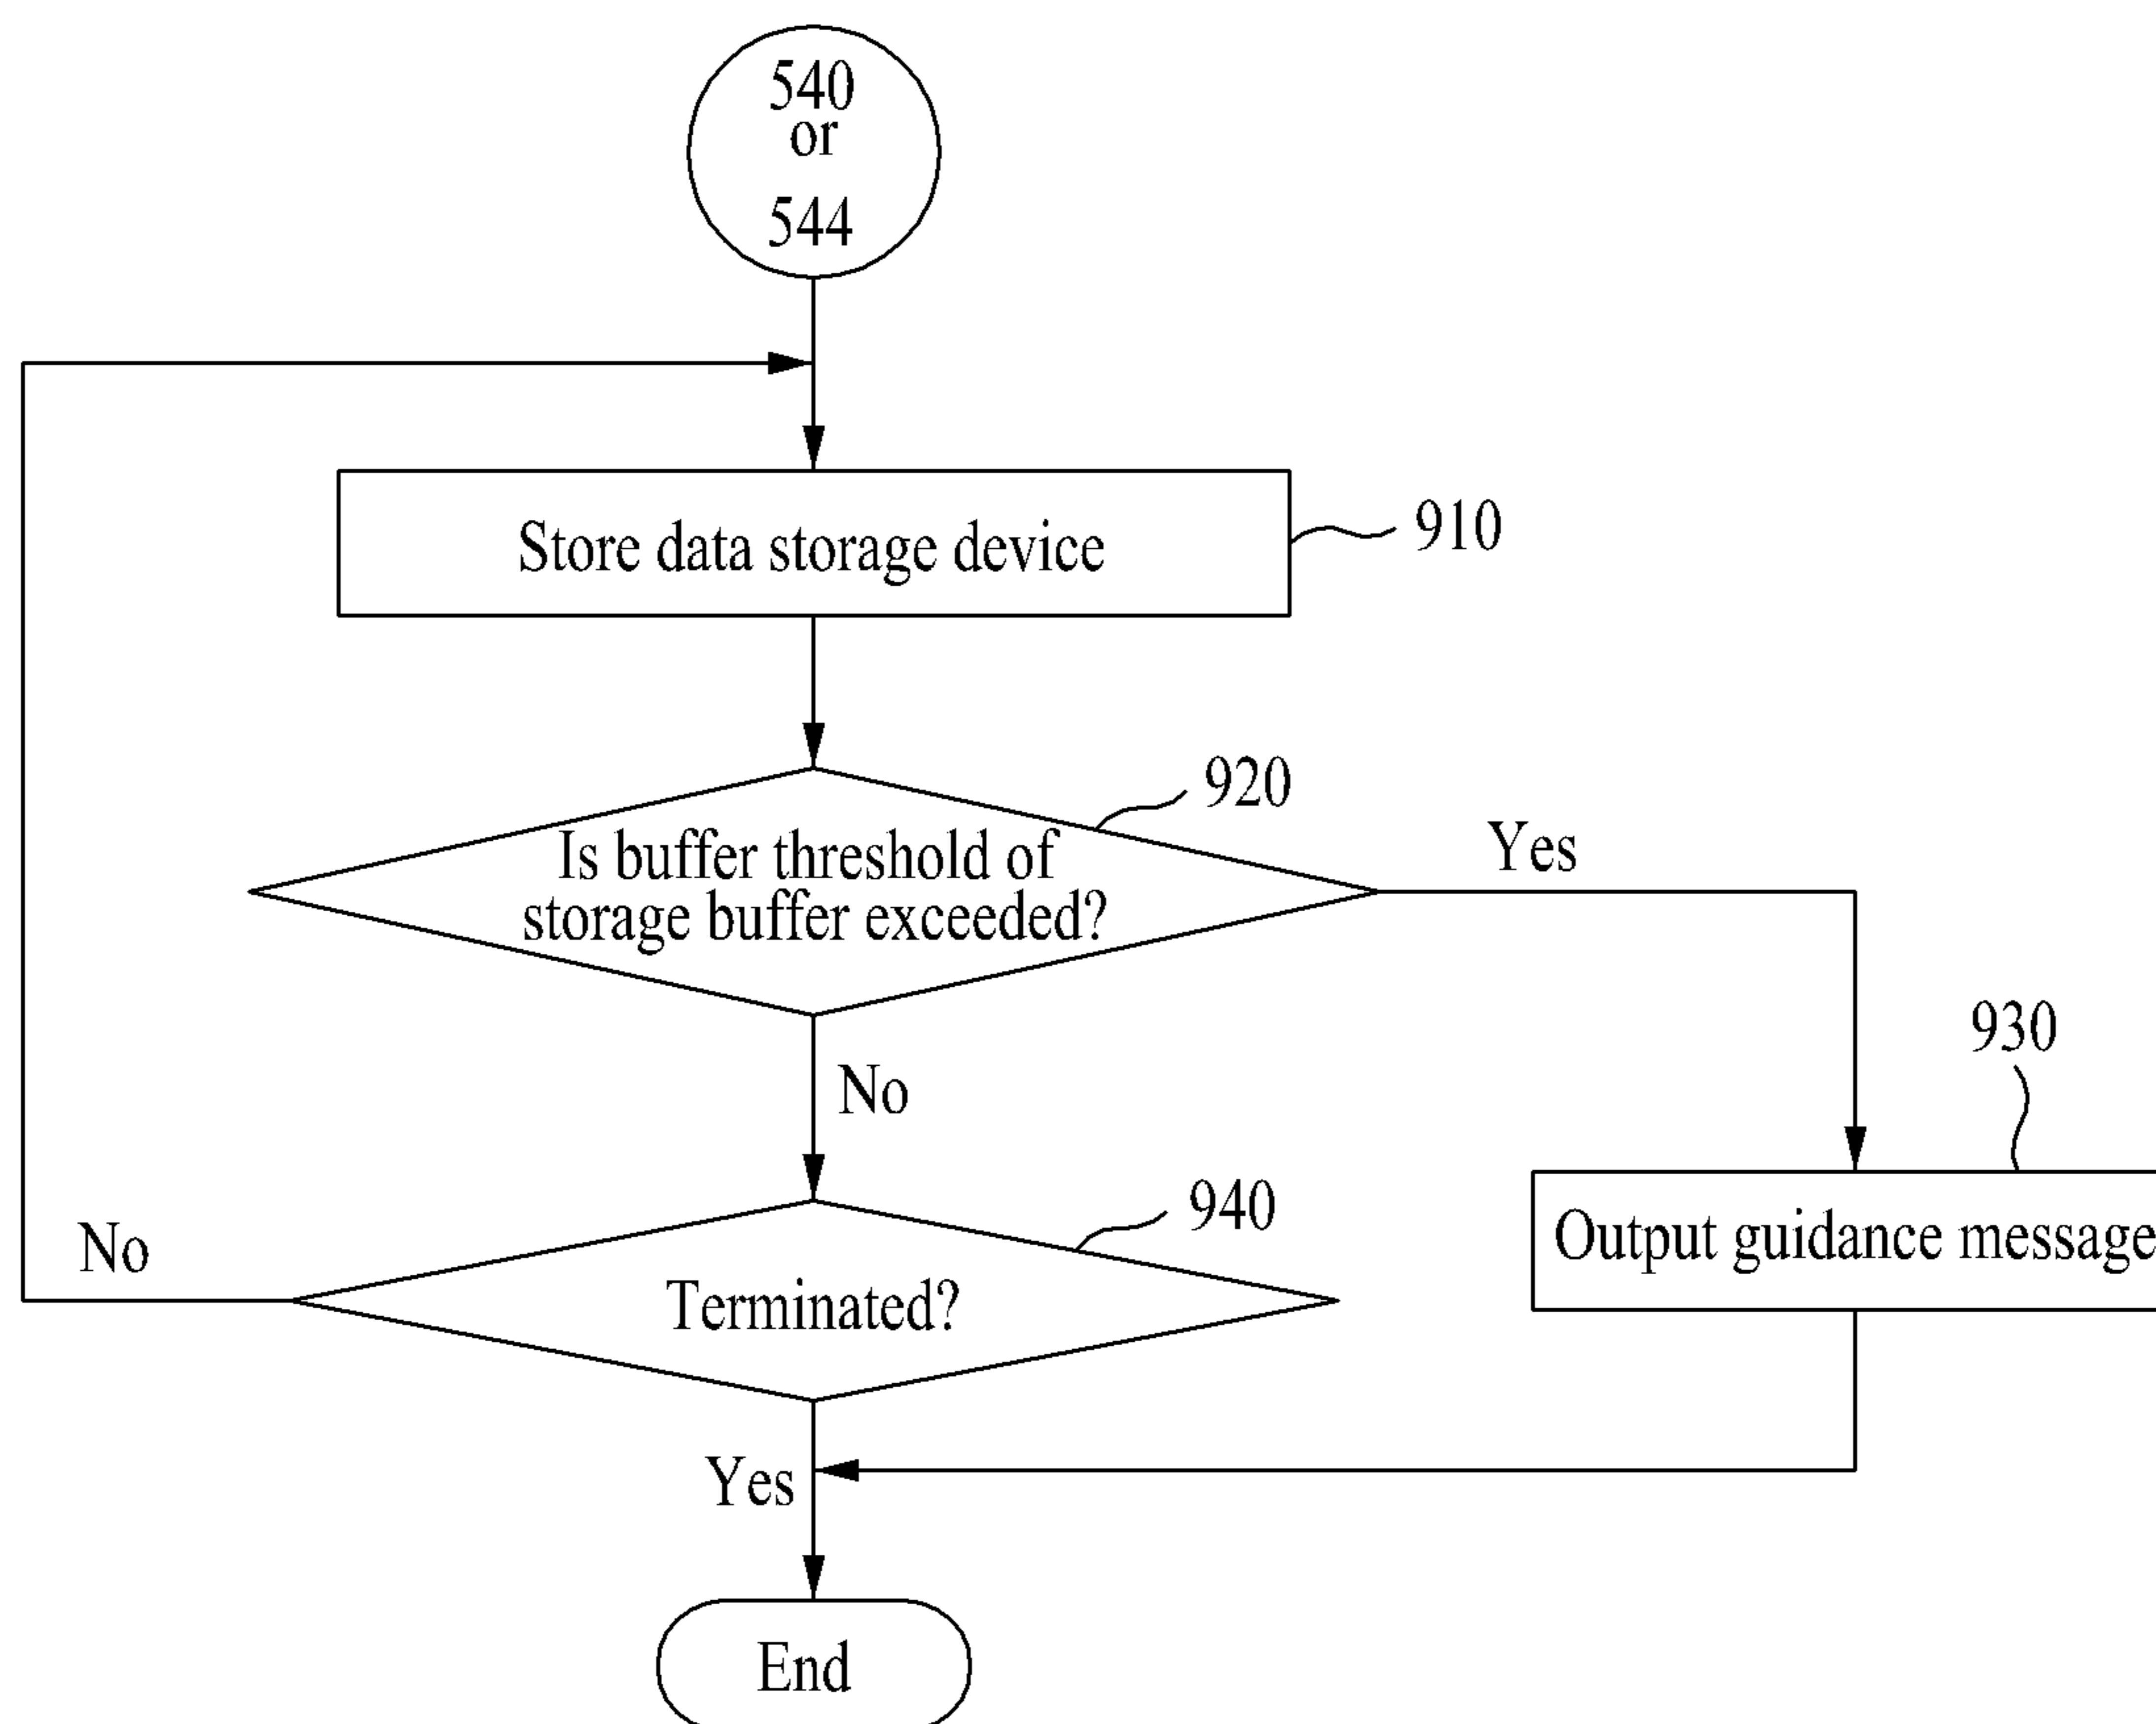 540
or
544
Store data storage device
910
920
Is buffer threshold of
storage buffer exceeded?
Yes
No
930
Output guidance message
940
Terminated?
No
Yes
End